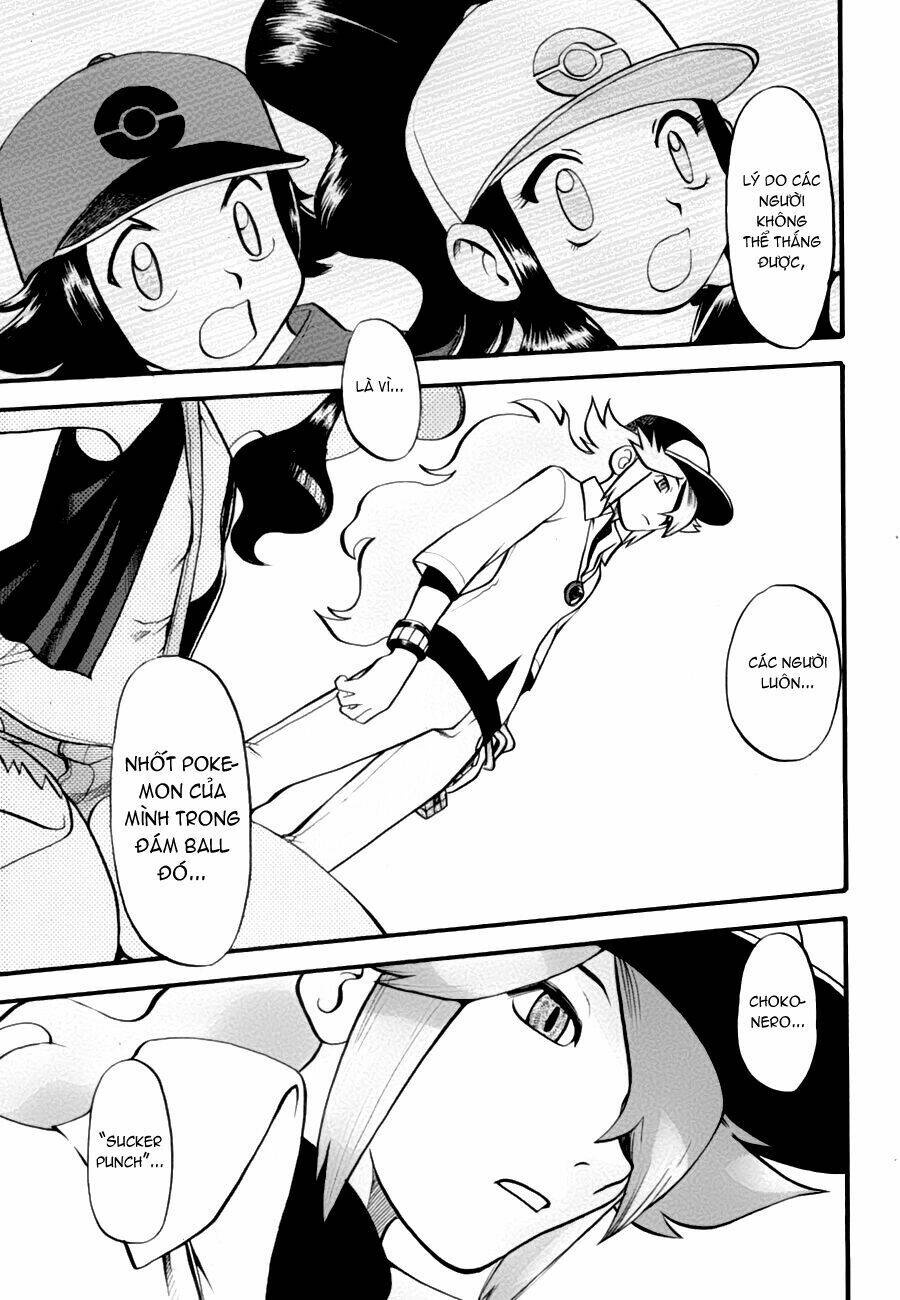 LÝ DO CÁC
NGƯỜI
KHÔNG
THỂ THẮNG
ĐƯỢC,
LÀ VÌ...
CÁC NGƯỜI
LUÔN...
NHỐT POKE-
MON CỦA
MÌNH TRONG
ĐÁM BALL
ĐÓ...
CHOKO-
NERO...
"SUCKER
PUNCH"...